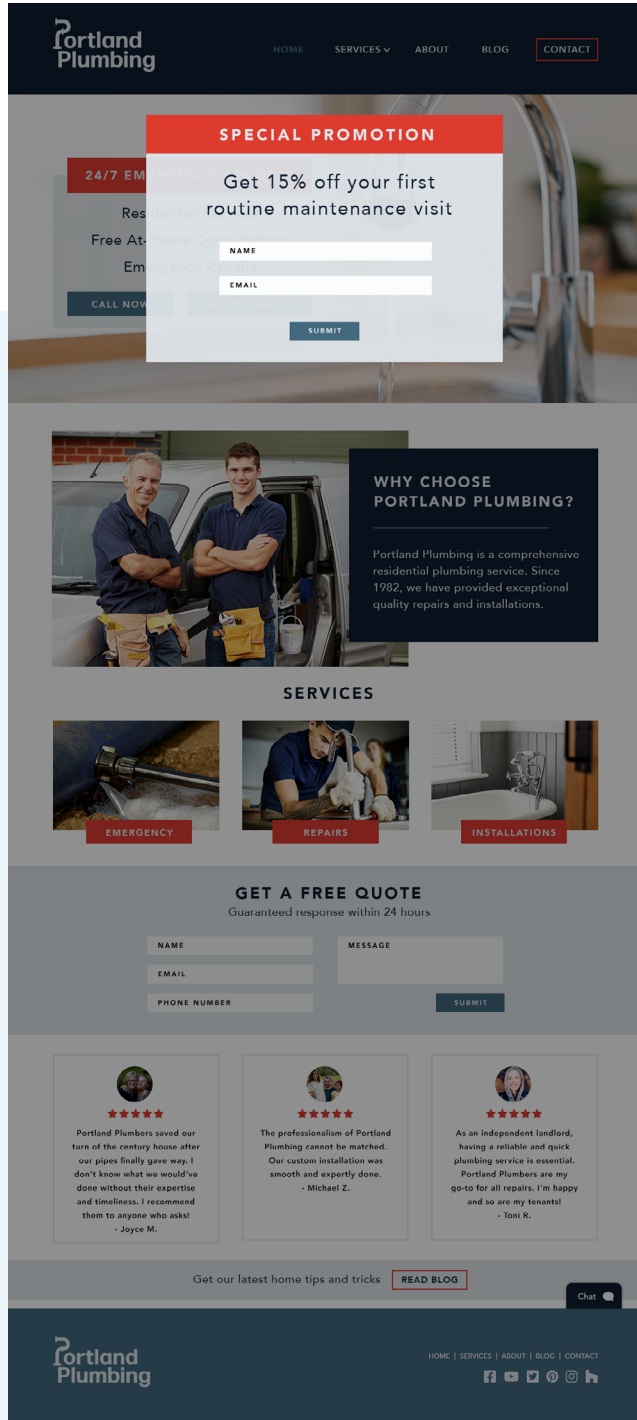 Portland
Plumbing
HOME SERVICES ABOUT BLOG CONTACT
SPECIAL PROMOTION
Get 15% off your first
routine maintenance visit
NAME
EMAIL
SUBMIT
24/7 EMERGENCY
Residential
Free At-Home Consultations
Emergency Repairs
CALL NOW
WHY CHOOSE
PORTLAND PLUMBING?
Portland Plumbing is a comprehensive
residential plumbing service. Since
1982, we have provided exceptional
quality repairs and installations.
SERVICES
EMERGENCY
REPAIRS
INSTALLATIONS
GET A FREE QUOTE
Guaranteed response within 24 hours
NAME
EMAIL
PHONE NUMBER
MESSAGE
SUBMIT
Portland Plumbers saved our
turn of the century house after
our pipes finally gave way. I
don't know what we would've
done without their expertise
and timeliness. I recommend
them to anyone who asks!
- Joyce M.
The professionalism of Portland
Plumbing cannot be matched.
Our custom installation was
smooth and expertly done.
- Michael Z.
As an independent landlord,
having a reliable and quick
plumbing service is essential.
Portland Plumbers are my
go-to for all repairs. I'm happy
and so are my tenants!
- Toni R.
Get our latest home tips and tricks READ BLOG
Chat
Portland
Plumbing
HOME | SERVICES | ABOUT | BLOG | CONTACT